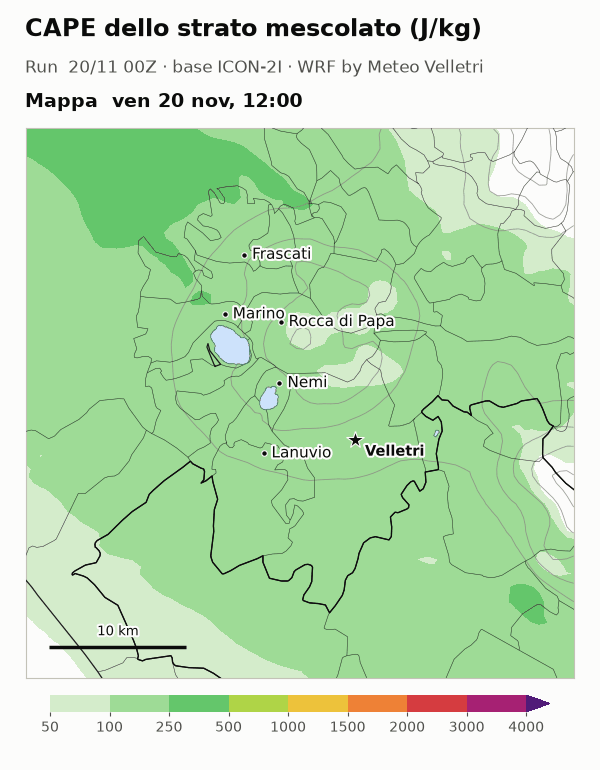 CAPE dello strato mescolato (J/kg)
Run  20/11 00Z · base ICON-2I · WRF by Meteo Velletri
Mappa  ven 20 nov, 12:00
Frascati
Marino
Rocca di Papa
Nemi
Velletri
Lanuvio
10 km
50 100 250 500 1000 1500 2000 3000 4000